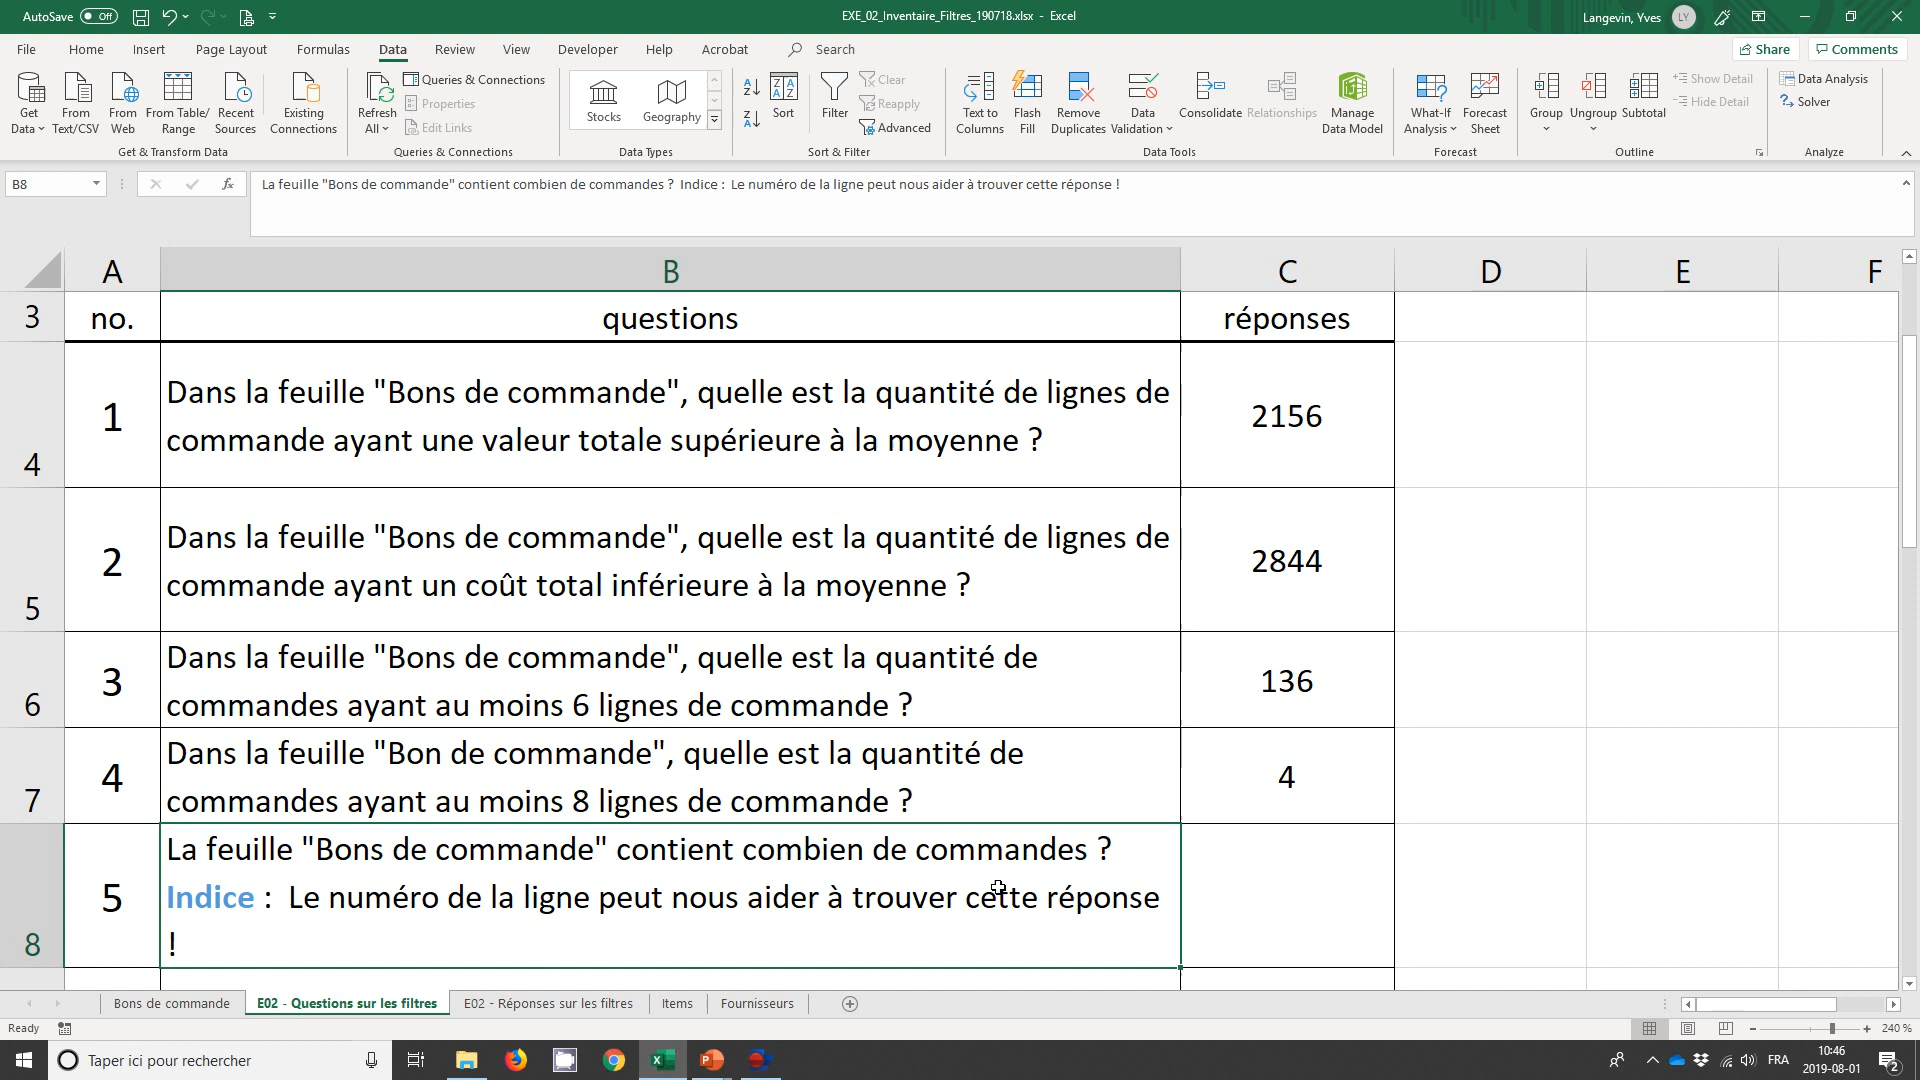 AutoSave Off
EXE_02_Inventaire_Filtres_190718.xlsx - Excel
Langevin, Yves LY
File Home Insert Page Layout Formulas Data Review View Developer Help Acrobat Search
Share Comments
Get Data
From Text/CSV
From Web
From Table/ Range
Recent Sources
Existing Connections
Get & Transform Data
Refresh All
Queries & Connections
Properties
Edit Links
Queries & Connections
Stocks
Geography
Data Types
Sort
Filter
Clear
Reapply
Advanced
Sort & Filter
Text to Columns
Flash Fill
Remove Duplicates
Data Validation
Consolidate
Relationships
Manage Data Model
Data Tools
What-If Analysis
Forecast Sheet
Forecast
Group
Ungroup
Subtotal
Show Detail
Hide Detail
Outline
Data Analysis
Solver
Analyze
B8
fx
La feuille "Bons de commande" contient combien de commandes ? Indice : Le numéro de la ligne peut nous aider à trouver cette réponse !
A B C D E F
3 no. questions réponses
4 1
Dans la feuille "Bons de commande", quelle est la quantité de lignes de
commande ayant une valeur totale supérieure à la moyenne ?
2156
5 2
Dans la feuille "Bons de commande", quelle est la quantité de lignes de
commande ayant un coût total inférieure à la moyenne ?
2844
6 3
Dans la feuille "Bons de commande", quelle est la quantité de
commandes ayant au moins 6 lignes de commande ?
136
7 4
Dans la feuille "Bon de commande", quelle est la quantité de
commandes ayant au moins 8 lignes de commande ?
4
8 5
La feuille "Bons de commande" contient combien de commandes ?
Indice : Le numéro de la ligne peut nous aider à trouver cette réponse
!
Bons de commande E02 - Questions sur les filtres E02 - Réponses sur les filtres Items Fournisseurs
Ready
240 %
Taper ici pour rechercher
FRA
10:46
2019-08-01
2